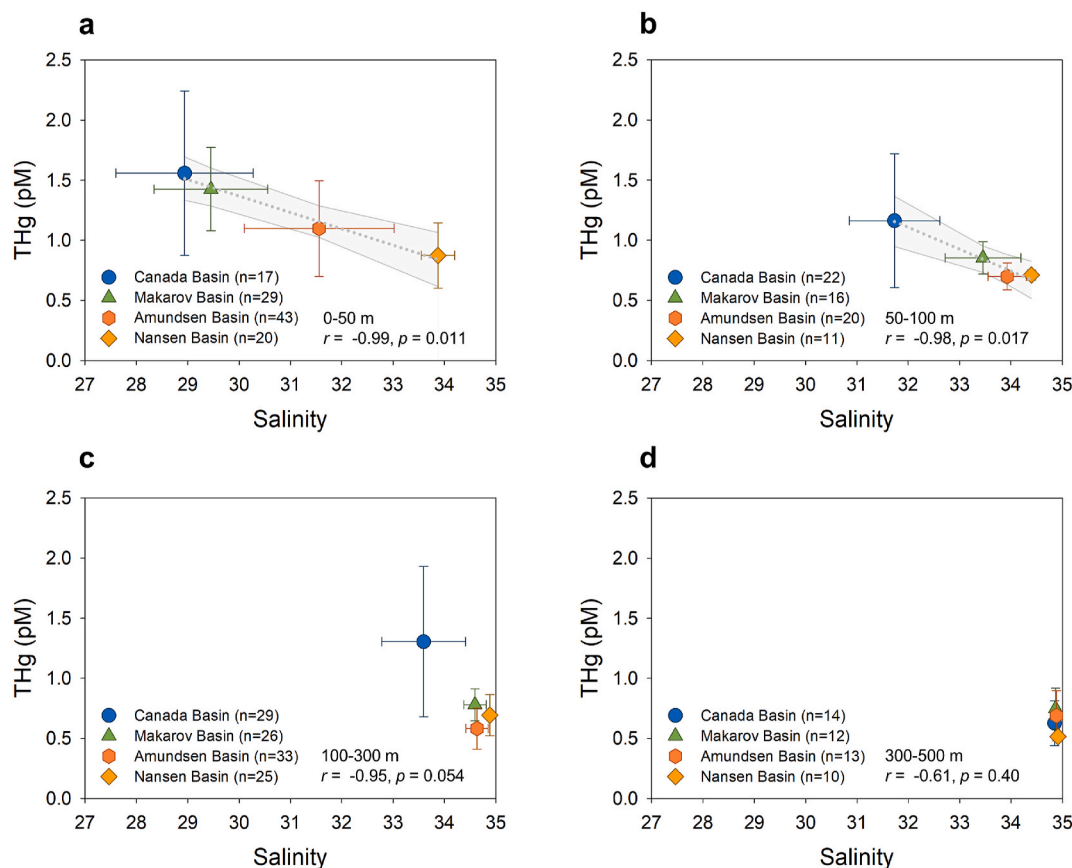 a
2.5
2.0
1.5
1.0
0.5
0.0
THg (pM)
Canada Basin (n=17)
Makarov Basin (n=29)
Amundsen Basin (n=43)
Nansen Basin (n=20)
0-50 m
r = -0.99, p = 0.011
27 28 29 30 31 32 33 34 35
Salinity
b
2.5
2.0
1.5
1.0
0.5
0.0
THg (pM)
Canada Basin (n=22)
Makarov Basin (n=16)
Amundsen Basin (n=20)
Nansen Basin (n=11)
50-100 m
r = -0.98, p = 0.017
27 28 29 30 31 32 33 34 35
Salinity
c
2.5
2.0
1.5
1.0
0.5
0.0
THg (pM)
Canada Basin (n=29)
Makarov Basin (n=26)
Amundsen Basin (n=33)
Nansen Basin (n=25)
100-300 m
r = -0.95, p = 0.054
27 28 29 30 31 32 33 34 35
Salinity
d
2.5
2.0
1.5
1.0
0.5
0.0
THg (pM)
Canada Basin (n=14)
Makarov Basin (n=12)
Amundsen Basin (n=13)
Nansen Basin (n=10)
300-500 m
r = -0.61, p = 0.40
27 28 29 30 31 32 33 34 35
Salinity